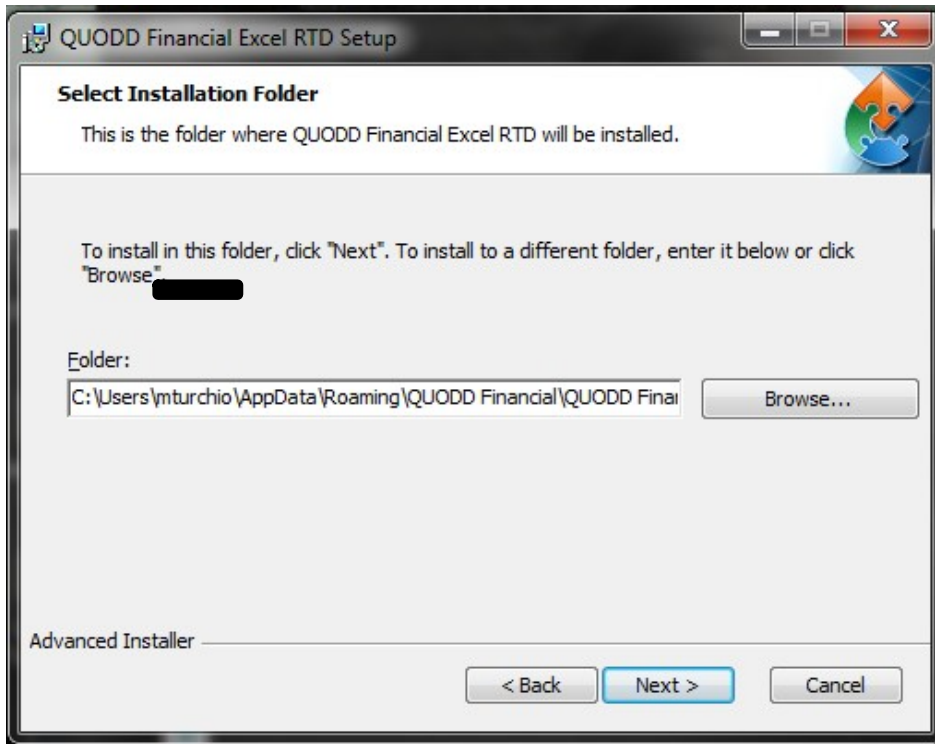 QUODD Financial Excel RTD Setup
Select Installation Folder
This is the folder where QUODD Financial Excel RTD will be installed.
To install in this folder, click "Next". To install to a different folder, enter it below or click
"Browse".
Folder:
C:\Users\mturchio\AppData\Roaming\QUODD Financial\QUODD Finan
Browse...
Advanced Installer
< Back
Next >
Cancel